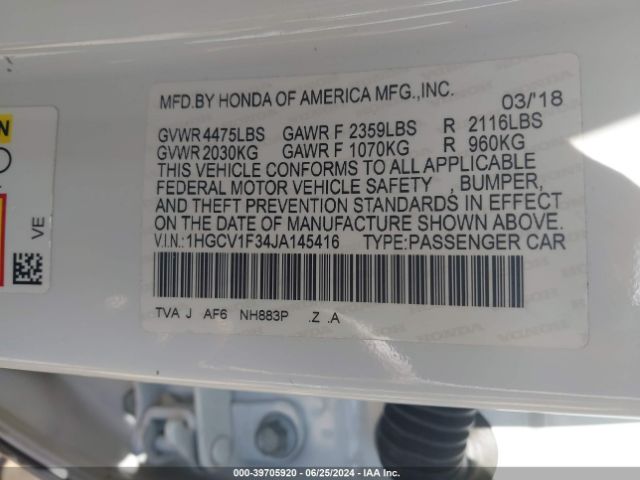 MFD.BY HONDA OF AMERICA MFG.,INC. 03/18
GVWR 4475LBS GAWR F 2359LBS R 2116LBS
GVWR 2030KG GAWR F 1070KG R 960KG
THIS VEHICLE CONFORMS TO ALL APPLICABLE
FEDERAL MOTOR VEHICLE SAFETY , BUMPER,
AND THEFT PREVENTION STANDARDS IN EFFECT
ON THE DATE OF MANUFACTURE SHOWN ABOVE.
V.I.N.: 1HGCV1F34JA145416 TYPE:PASSENGER CAR
TVA J AF6 NH883P .Z .A
VE
000-39705920 - 06/25/2024 - IAA Inc.